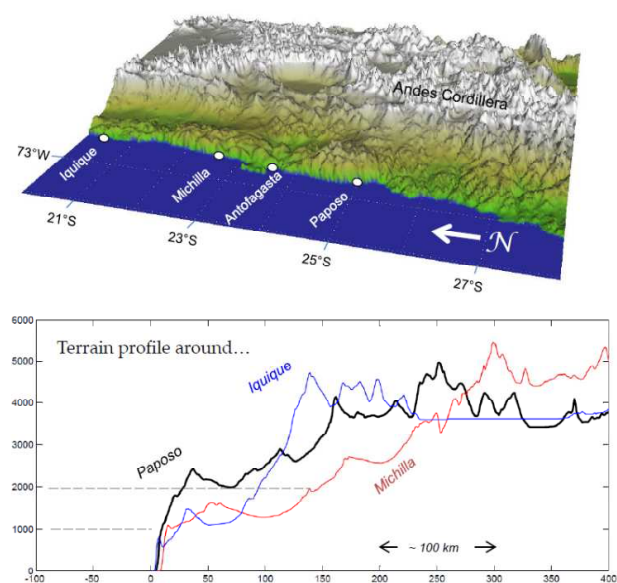 Andes Cordillera
73°W
Iquique
Michilla
Antofagasta
Paposo
N
21°S
23°S
25°S
27°S
Terrain profile around…
6000
5000
4000
3000
2000
1000
0
Iquique
Paposo
Michilla
~ 100 km
-100
-50
0
50
100
150
200
250
300
350
400